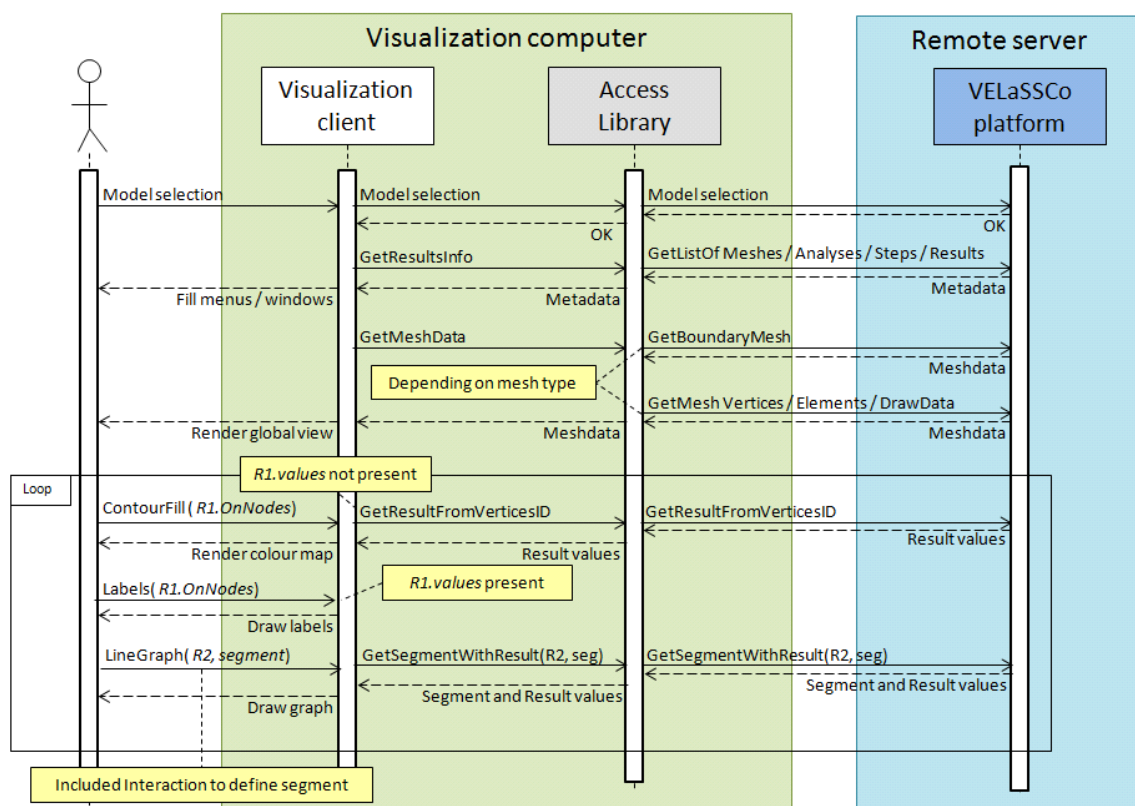 Visualization computer
Remote server
Visualization
client
Access
Library
VELaSSCo
platform
Model selection
Model selection
Model selection
OK
OK
GetResultsInfo
GetListOf Meshes / Analyses / Steps / Results
Fill menus / windows
Metadata
Metadata
GetMeshData
GetBoundaryMesh
Meshdata
Depending on mesh type
GetMesh Vertices / Elements / DrawData
Render global view
Meshdata
Meshdata
R1.values not present
Loop
ContourFill( R1.OnNodes)
GetResultFromVerticesID
GetResultFromVerticesID
Render colour map
Result values
Result values
R1.values present
Labels( R1.OnNodes)
Draw labels
LineGraph( R2, segment)
GetSegmentWithResult(R2, seg)
GetSegmentWithResult(R2, seg)
Draw graph
Segment and Result values
Segment and Result values
Included Interaction to define segment